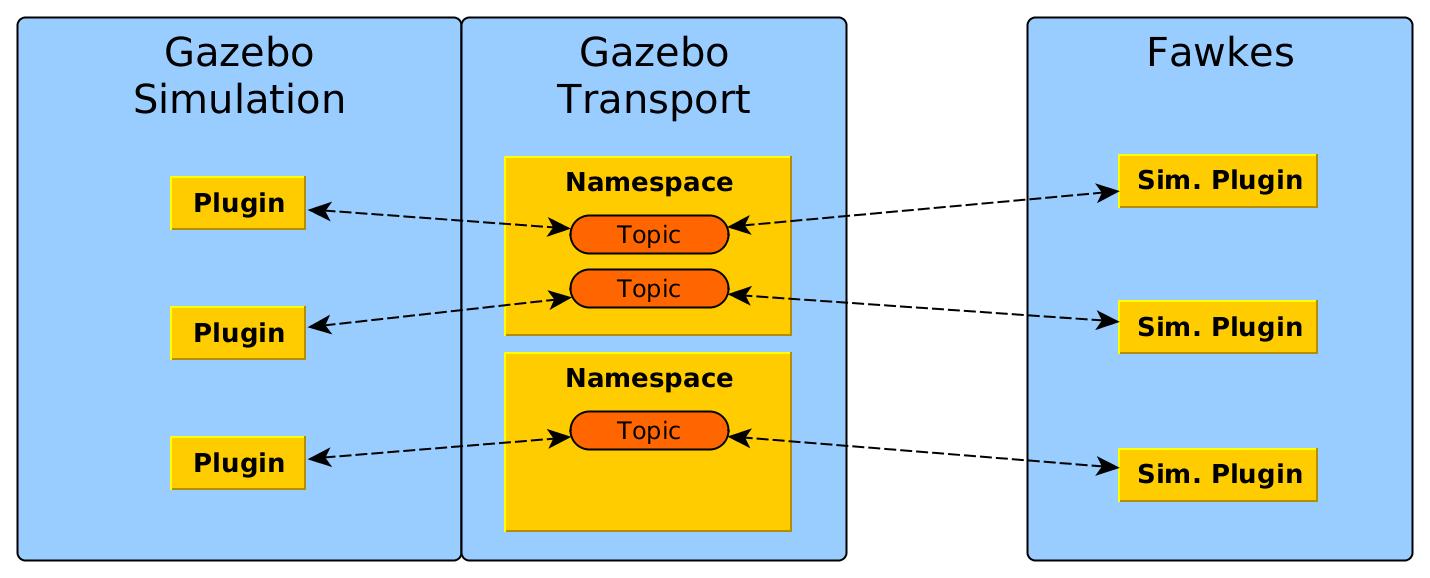 Gazebo
Simulation
Plugin
Plugin
Plugin
Gazebo
Transport
Namespace
Topic
Topic
Namespace
Topic
Fawkes
Sim. Plugin
Sim. Plugin
Sim. Plugin